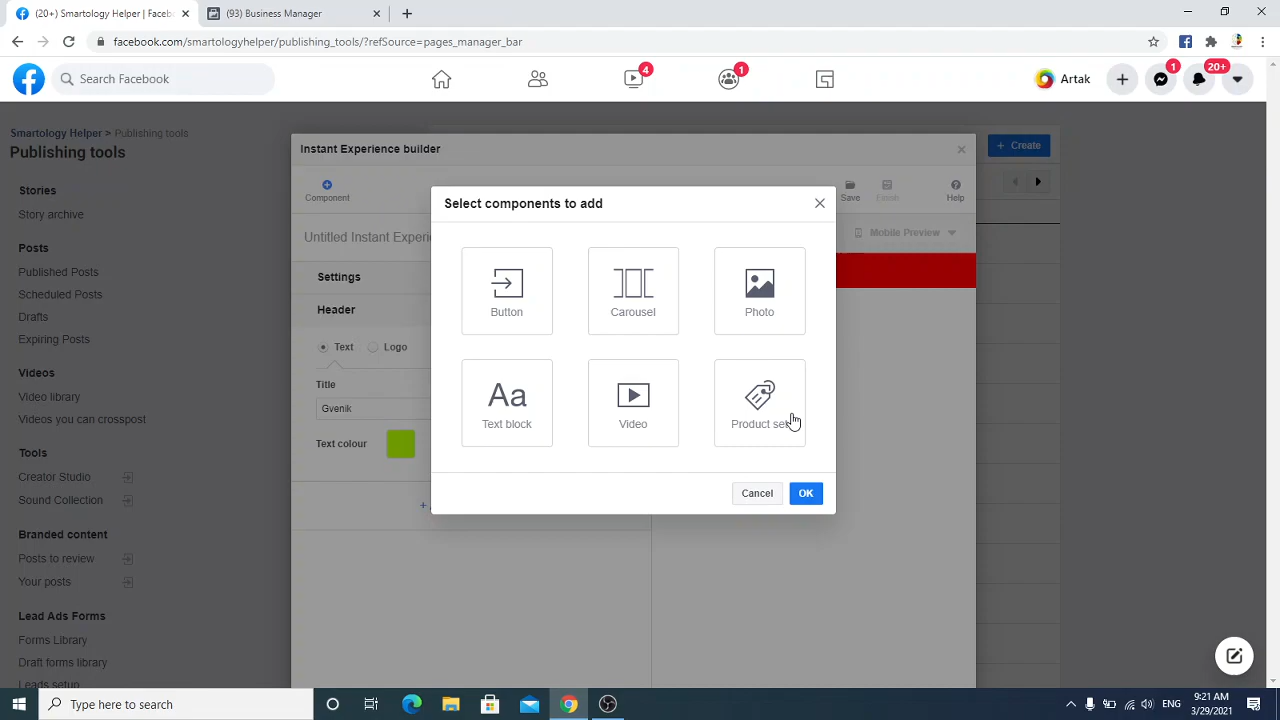 (20+) Smartology Helper | Facebook
(93) Business Manager
facebook.com/smartologyhelper/publishing_tools/?refSource=pages_manager_bar
Search Facebook
4
1
Artak
1
20+
Smartology Helper > Publishing tools
Publishing tools
Stories
Story archive
Posts
Published Posts
Scheduled Posts
Drafts
Expiring Posts
Videos
Video library
Videos you can crosspost
Tools
Creator Studio
Sound Collection
Branded content
Posts to review
Your posts
Lead Ads Forms
Forms Library
Draft forms library
Leads setup
+ Create
Instant Experience builder
Component
Save
Finish
Help
Untitled Instant Experi
Mobile Preview
Settings
Header
Text
Logo
Title
Gvenik
Text colour
+
Select components to add
Button
Carousel
Photo
Aa
Text block
Video
Product set
Cancel
OK
Type here to search
9:21 AM
3/29/2021